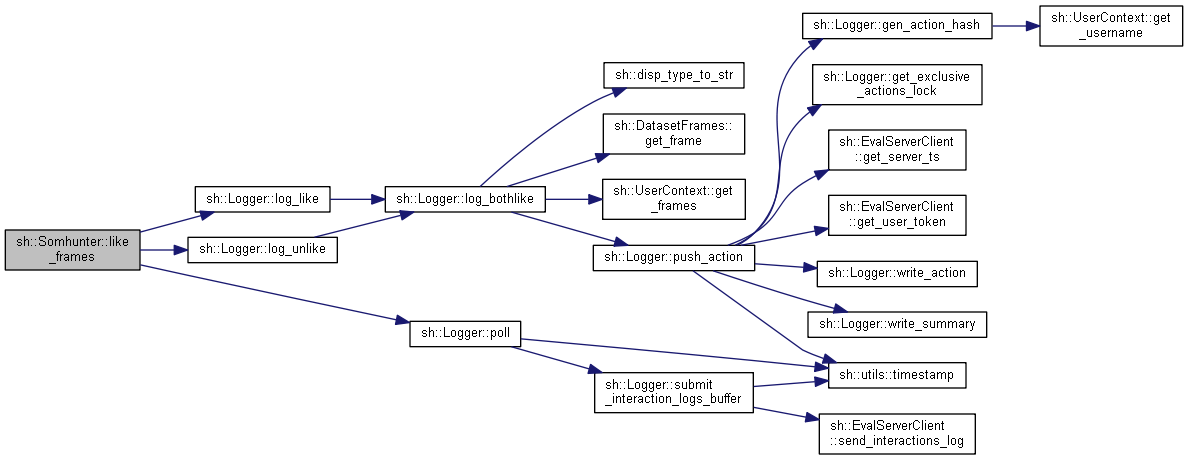 sh::Somhunter::like
_frames
sh::Logger::log_like
sh::Logger::log_unlike
sh::Logger::poll
sh::Logger::log_bothlike
sh::disp_type_to_str
sh::DatasetFrames::
get_frame
sh::UserContext::get
_frames
sh::Logger::push_action
sh::Logger::submit
_interaction_logs_buffer
sh::Logger::gen_action_hash
sh::Logger::get_exclusive
_actions_lock
sh::EvalServerClient
::get_server_ts
sh::EvalServerClient
::get_user_token
sh::Logger::write_action
sh::Logger::write_summary
sh::utils::timestamp
sh::EvalServerClient
::send_interactions_log
sh::UserContext::get
_username